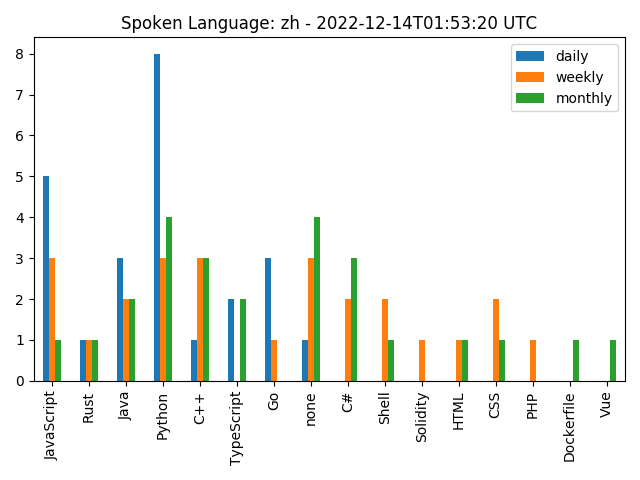 Spoken Language: zh - 2022-12-14T01:53:20 UTC
daily
weekly
monthly
8
7
6
5
4
3
2
1
0
JavaScript
Rust
Java
Python
C++
TypeScript
Go
none
C#
Shell
Solidity
HTML
CSS
PHP
Dockerfile
Vue